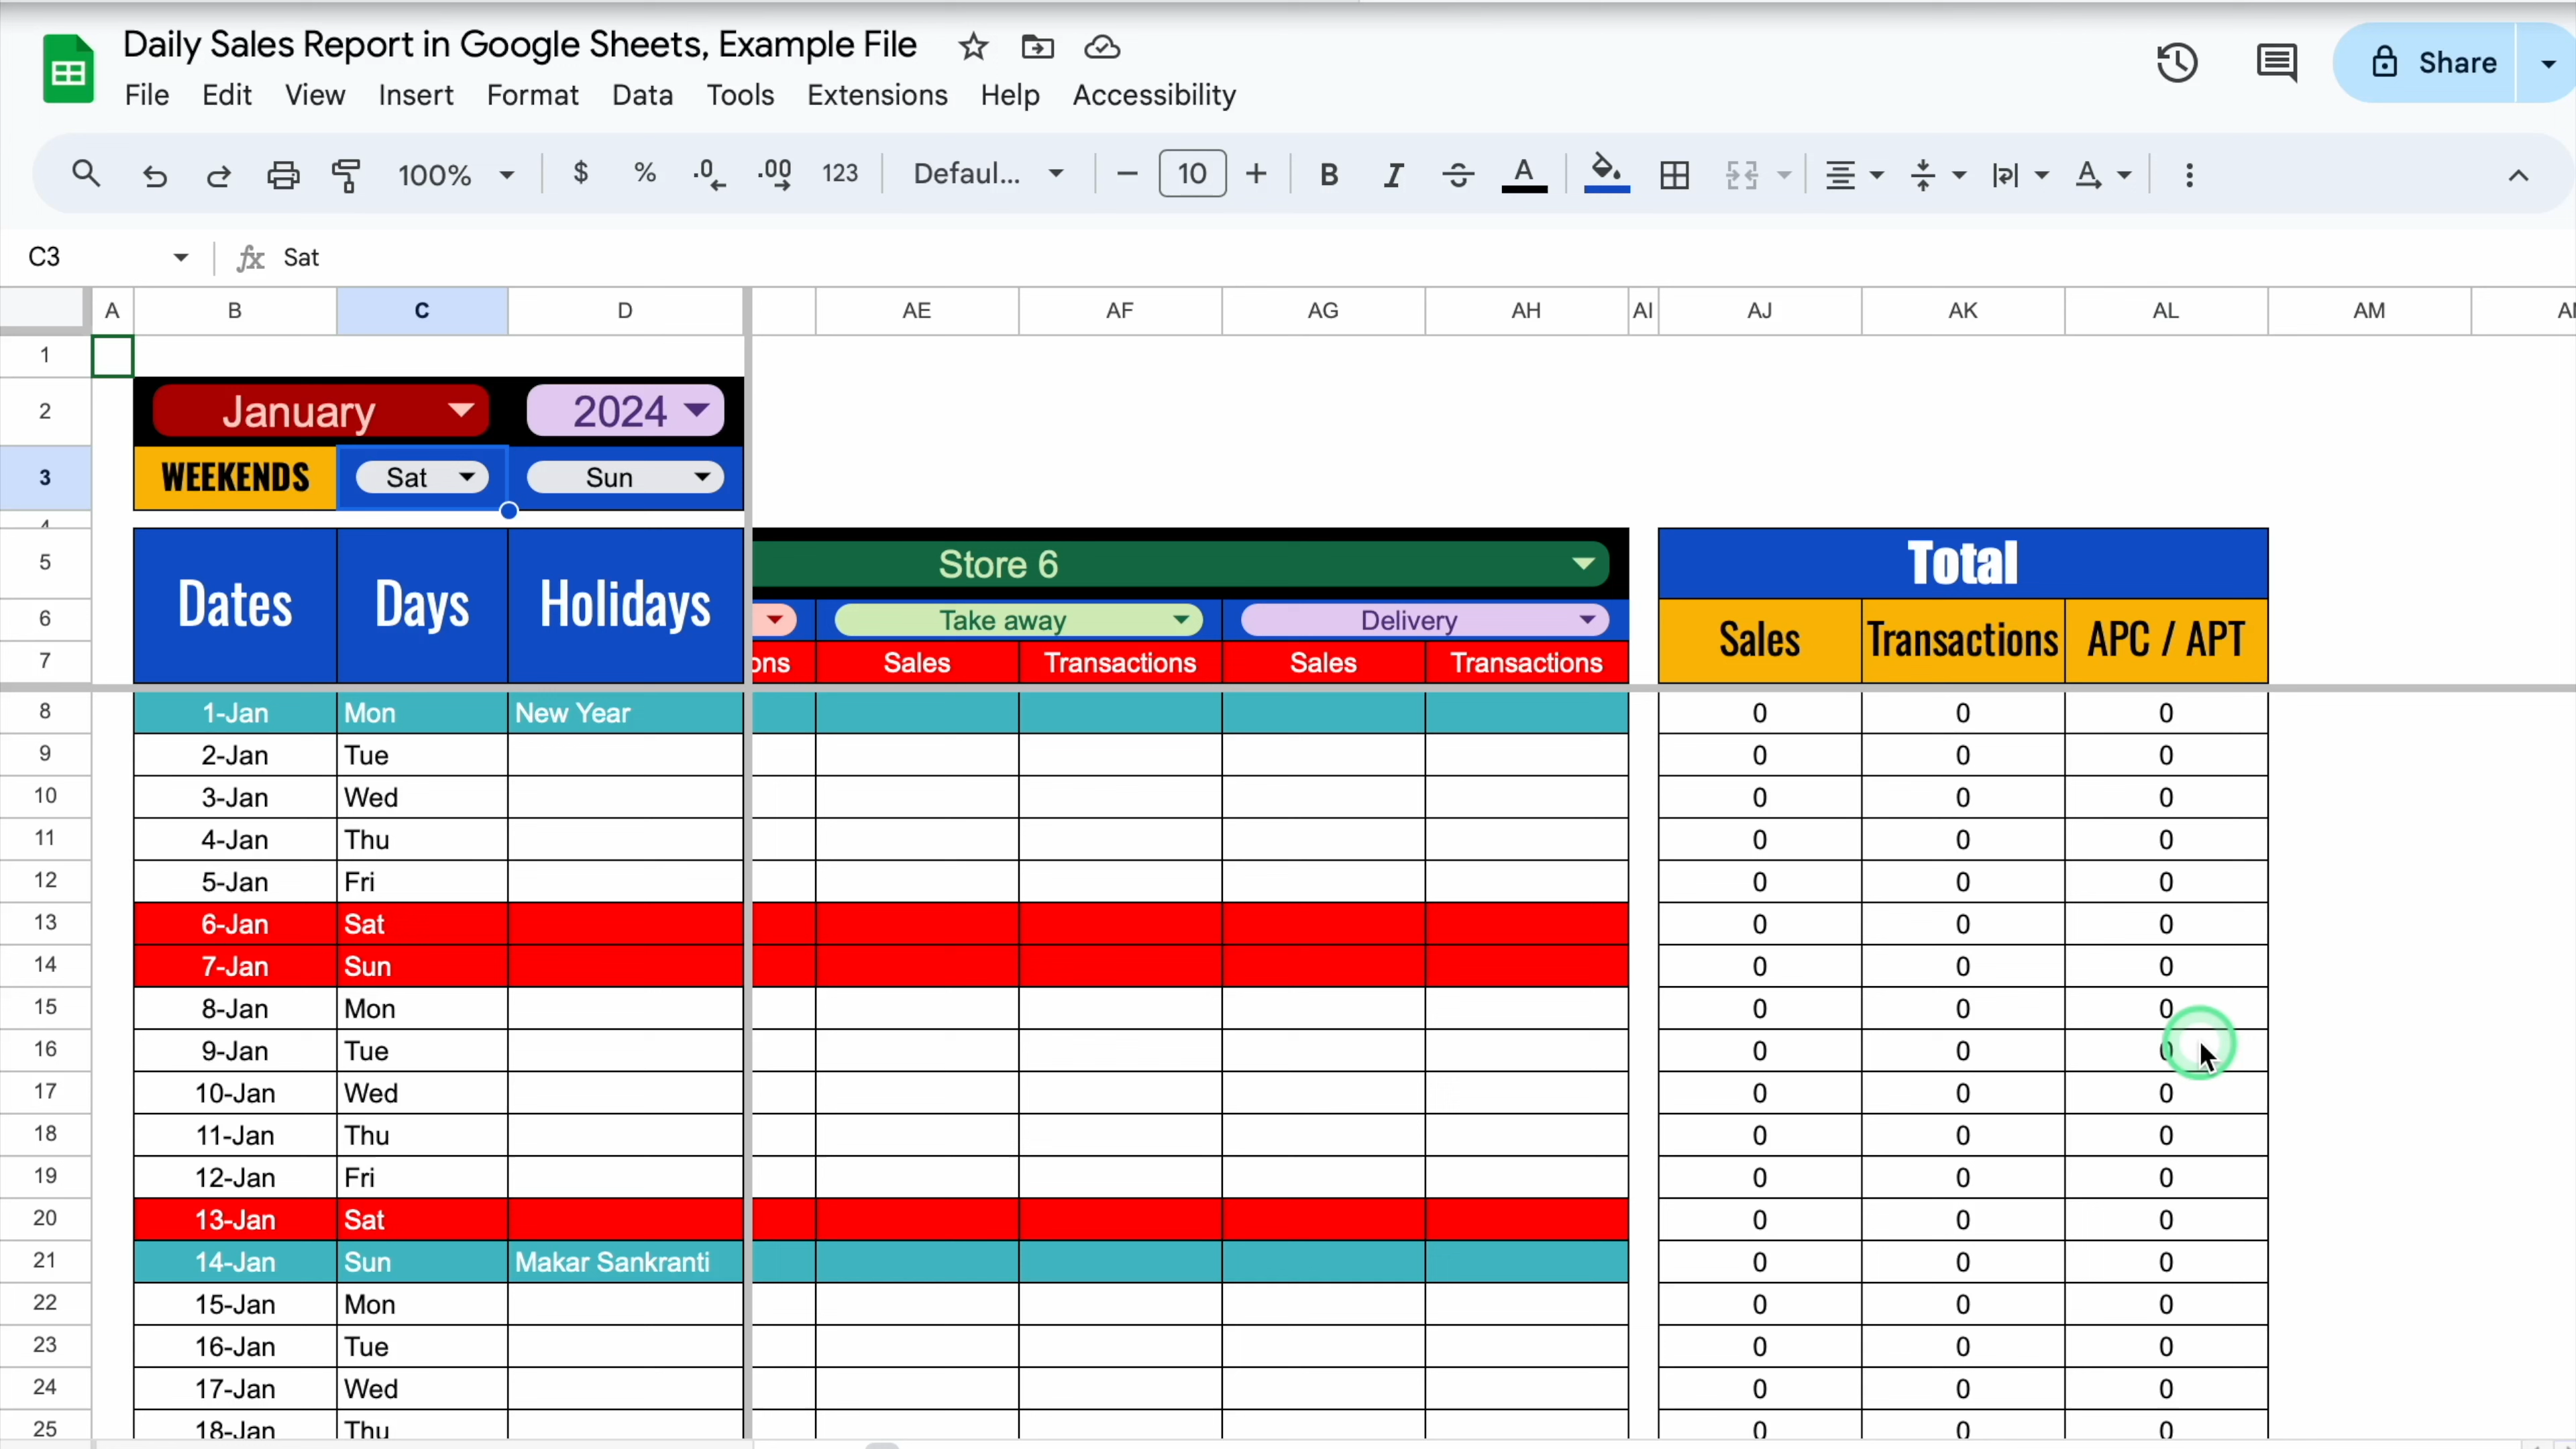 Daily Sales Report in Google Sheets, Example File
Share
File Edit View Insert Format Data Tools Extensions Help Accessibility
100% $ % .0 .00 123 Defaul... − 10 + B I A A
C3 fx Sat
A B C D AE AF AG AH AI AJ AK AL AM
1
2 January 2024
3 WEEKENDS Sat Sun
4
5 Dates Days Holidays Store 6 Total
6 Take away Delivery Sales Transactions APC / APT
7 ons Sales Transactions Sales Transactions
8 1-Jan Mon New Year 0 0 0
9 2-Jan Tue 0 0 0
10 3-Jan Wed 0 0 0
11 4-Jan Thu 0 0 0
12 5-Jan Fri 0 0 0
13 6-Jan Sat 0 0 0
14 7-Jan Sun 0 0 0
15 8-Jan Mon 0 0 0
16 9-Jan Tue 0 0 0
17 10-Jan Wed 0 0 0
18 11-Jan Thu 0 0 0
19 12-Jan Fri 0 0 0
20 13-Jan Sat 0 0 0
21 14-Jan Sun Makar Sankranti 0 0 0
22 15-Jan Mon 0 0 0
23 16-Jan Tue 0 0 0
24 17-Jan Wed 0 0 0
25 18-Jan Thu 0 0 0